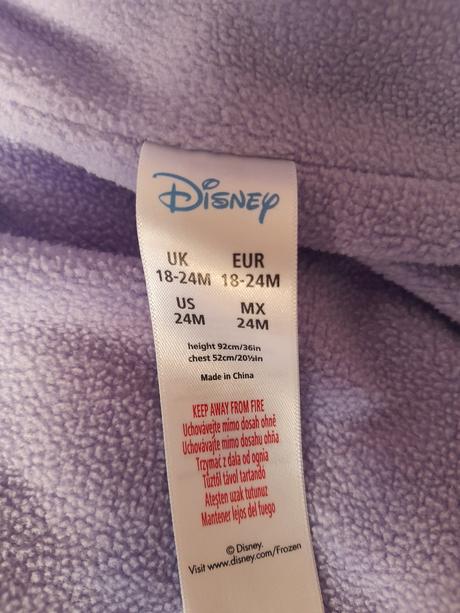 Disney
UK EUR
18-24M 18-24M
US MX
24M 24M
height 92cm/36in
chest 52cm/20½in
Made in China
KEEP AWAY FROM FIRE
Uchovávejte mimo dosah ohně
Uchovávajte mimo dosahu ohňa
Trzymać z dala od ognia
Tűztől távol tartandó
Ateşten uzak tutunuz
Mantener lejos del fuego
© Disney.
Visit www.disney.com/Frozen